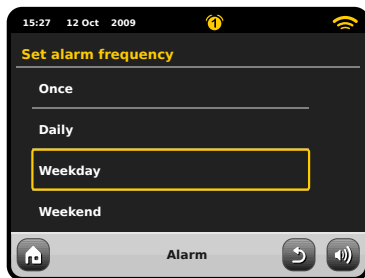 15:27 12 Oct 2009 1
Set alarm frequency
Once
Daily
Weekday
Weekend
Alarm